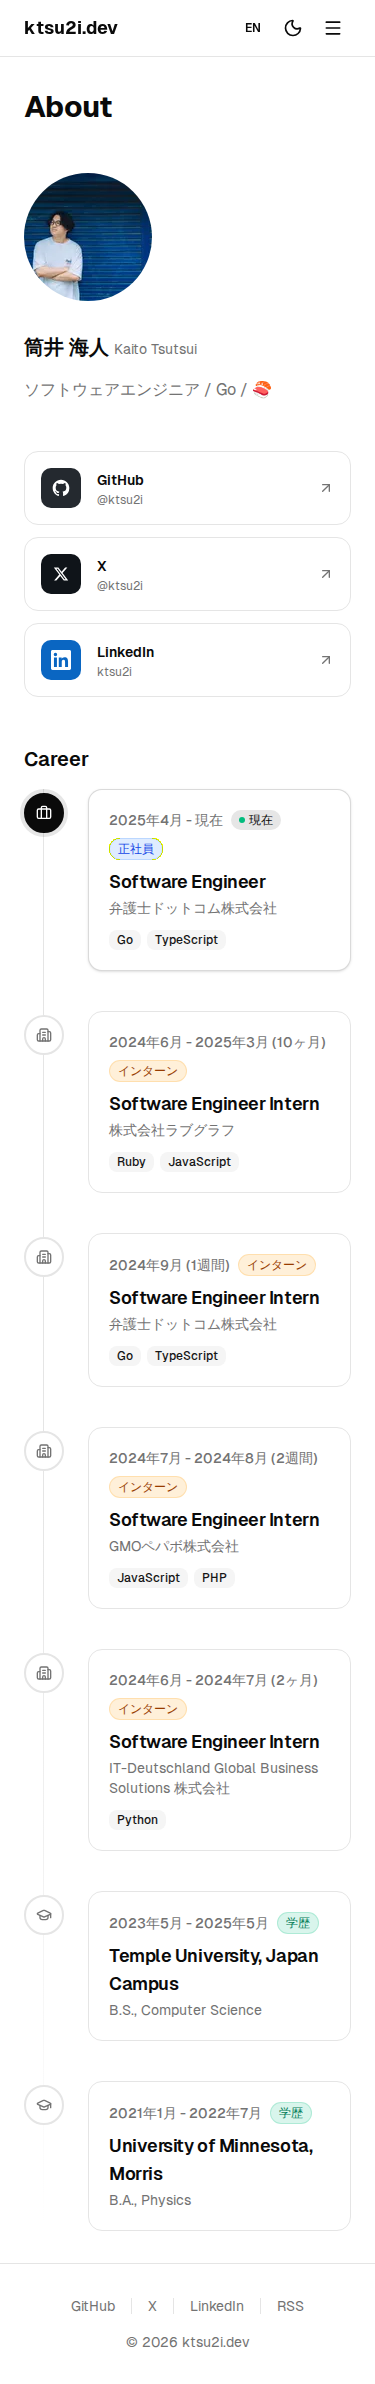 ktsu2i.dev
EN
About
筒井 海人 Kaito Tsutsui
ソフトウェアエンジニア / Go / 🍣
GitHub
@ktsu2i
X
@ktsu2i
LinkedIn
ktsu2i
Career
2025年4月 - 現在 現在
正社員
Software Engineer
弁護士ドットコム株式会社
Go TypeScript
2024年6月 - 2025年3月 (10ヶ月)
インターン
Software Engineer Intern
株式会社ラブグラフ
Ruby JavaScript
2024年9月 (1週間) インターン
Software Engineer Intern
弁護士ドットコム株式会社
Go TypeScript
2024年7月 - 2024年8月 (2週間)
インターン
Software Engineer Intern
GMOペパボ株式会社
JavaScript PHP
2024年6月 - 2024年7月 (2ヶ月)
インターン
Software Engineer Intern
IT-Deutschland Global Business
Solutions 株式会社
Python
2023年5月 - 2025年5月 学歴
Temple University, Japan
Campus
B.S., Computer Science
2021年1月 - 2022年7月 学歴
University of Minnesota,
Morris
B.A., Physics
GitHub X LinkedIn RSS
© 2026 ktsu2i.dev